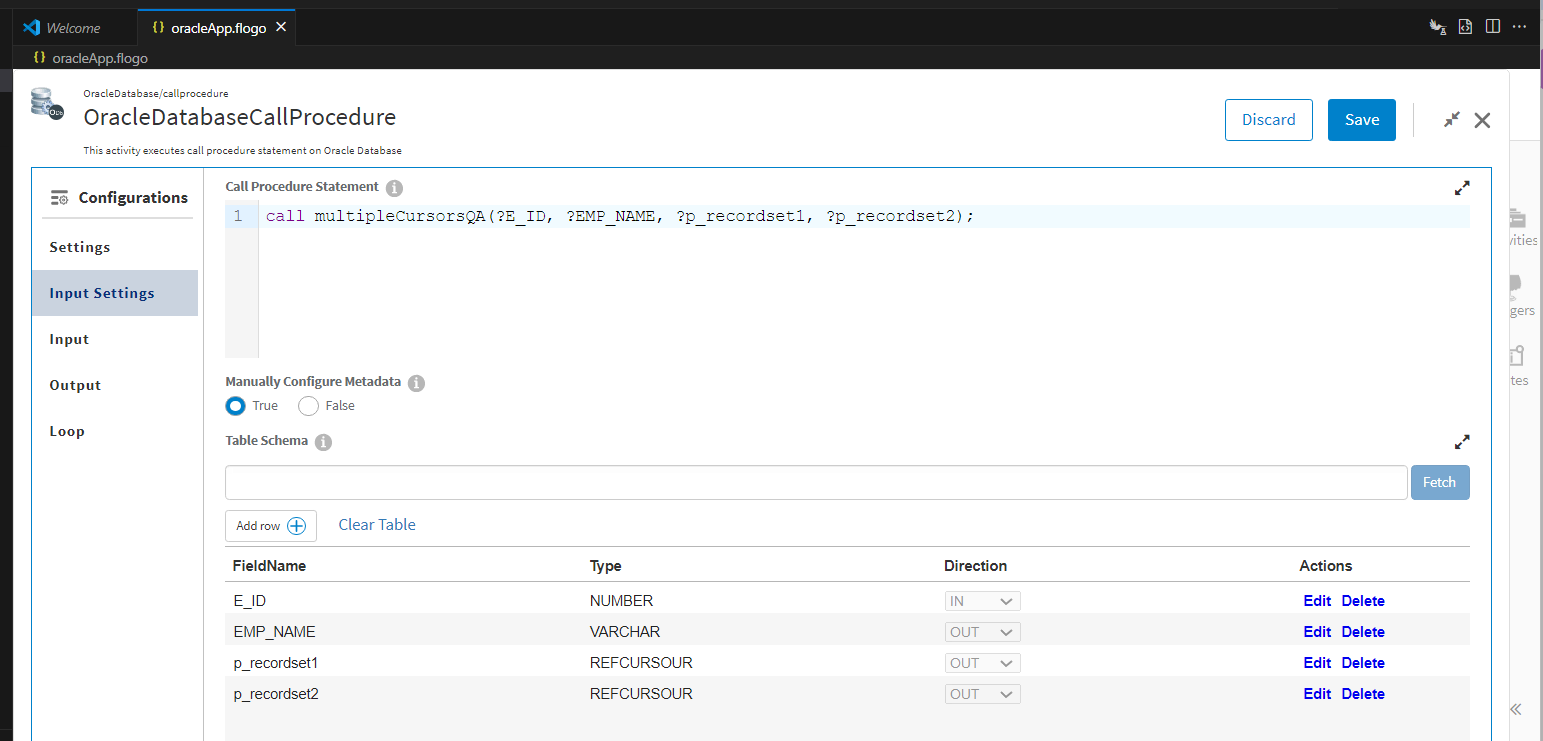 Welcome
{} oracleApp.flogo ×
{} oracleApp.flogo
OracleDatabase/callprocedure
OracleDatabaseCallProcedure
This activity executes call procedure statement on Oracle Database
Discard
Save
Configurations
Settings
Input Settings
Input
Output
Loop
Call Procedure Statement
1 call multipleCursorsQA(?E_ID, ?EMP_NAME, ?p_recordset1, ?p_recordset2);
Manually Configure Metadata
True False
Table Schema
Fetch
Add row Clear Table
FieldName Type Direction Actions
E_ID NUMBER IN Edit Delete
EMP_NAME VARCHAR OUT Edit Delete
p_recordset1 REFCURSOUR OUT Edit Delete
p_recordset2 REFCURSOUR OUT Edit Delete